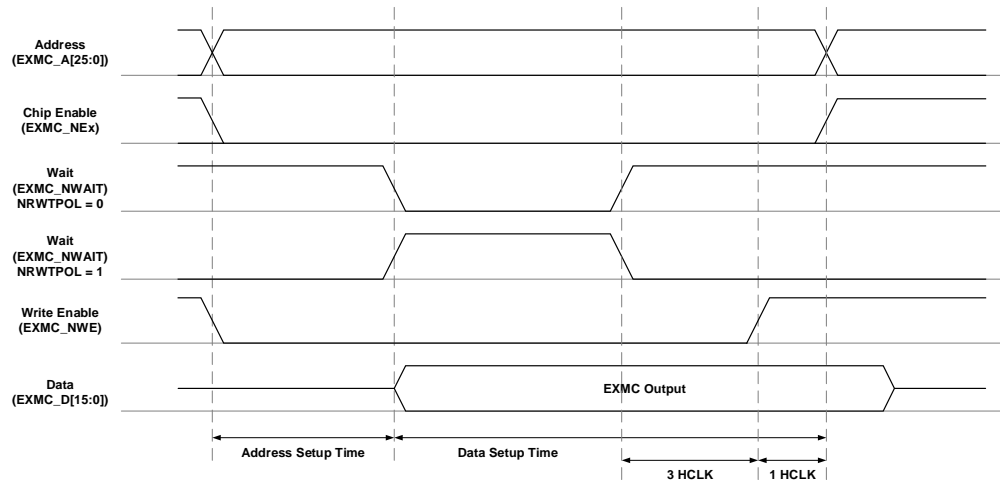 Address
(EXMC_A[25:0])
Chip Enable
(EXMC_NEx)
Wait
(EXMC_NWAIT)
NRWTPOL = 0
Wait
(EXMC_NWAIT)
NRWTPOL = 1
Write Enable
(EXMC_NWE)
Data
(EXMC_D[15:0])
EXMC Output
Address Setup Time
Data Setup Time
3 HCLK
1 HCLK